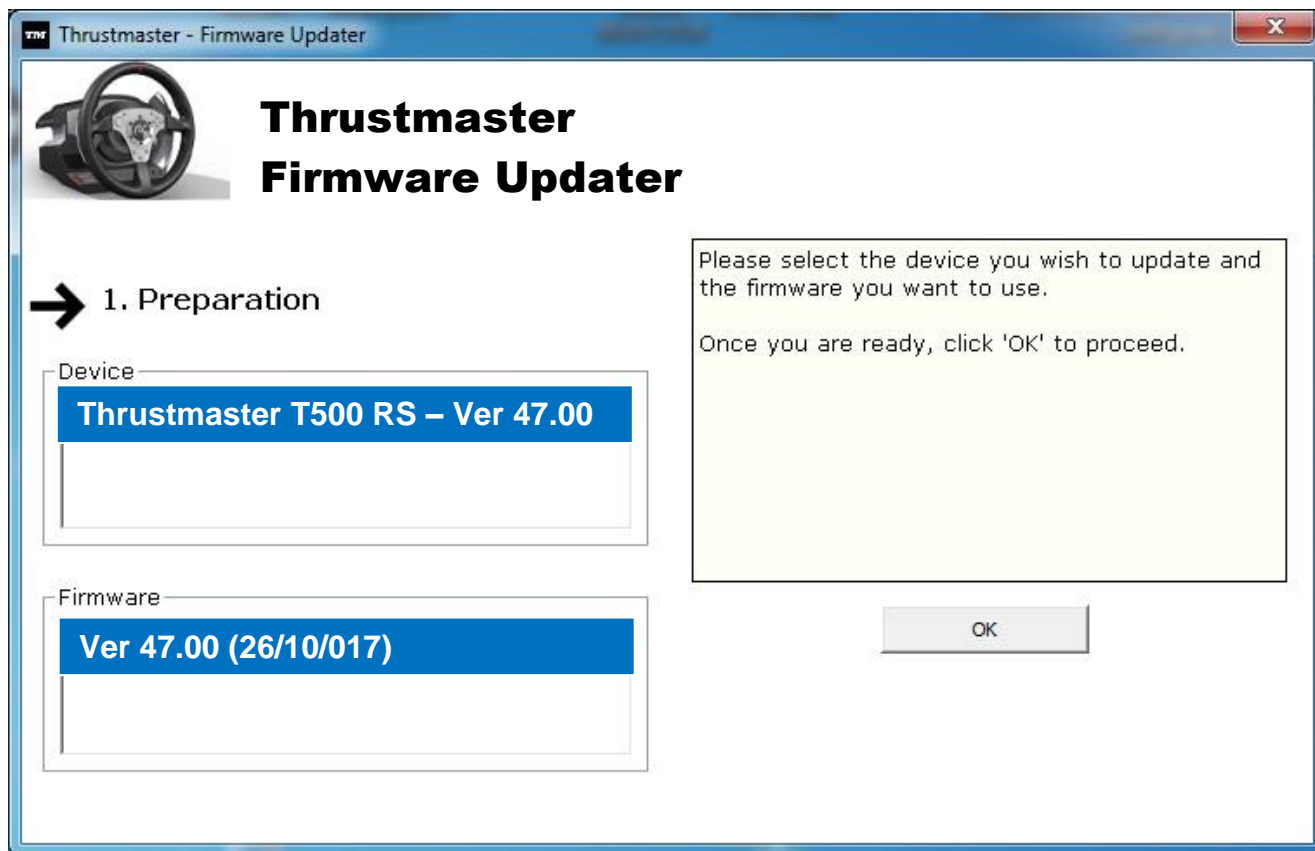 TM Thrustmaster - Firmware Updater
X
Thrustmaster
Firmware Updater
1. Preparation
Device
Thrustmaster T500 RS – Ver 47.00
Firmware
Ver 47.00 (26/10/017)
Please select the device you wish to update and
the firmware you want to use.
Once you are ready, click 'OK' to proceed.
OK